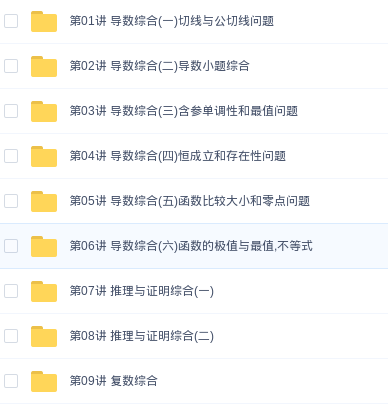 第01讲 导数综合(一)切线与公切线问题
第02讲 导数综合(二)导数小题综合
第03讲 导数综合(三)含参单调性和最值问题
第04讲 导数综合(四)恒成立和存在性问题
第05讲 导数综合(五)函数比较大小和零点问题
第06讲 导数综合(六)函数的极值与最值,不等式
第07讲 推理与证明综合(一)
第08讲 推理与证明综合(二)
第09讲 复数综合